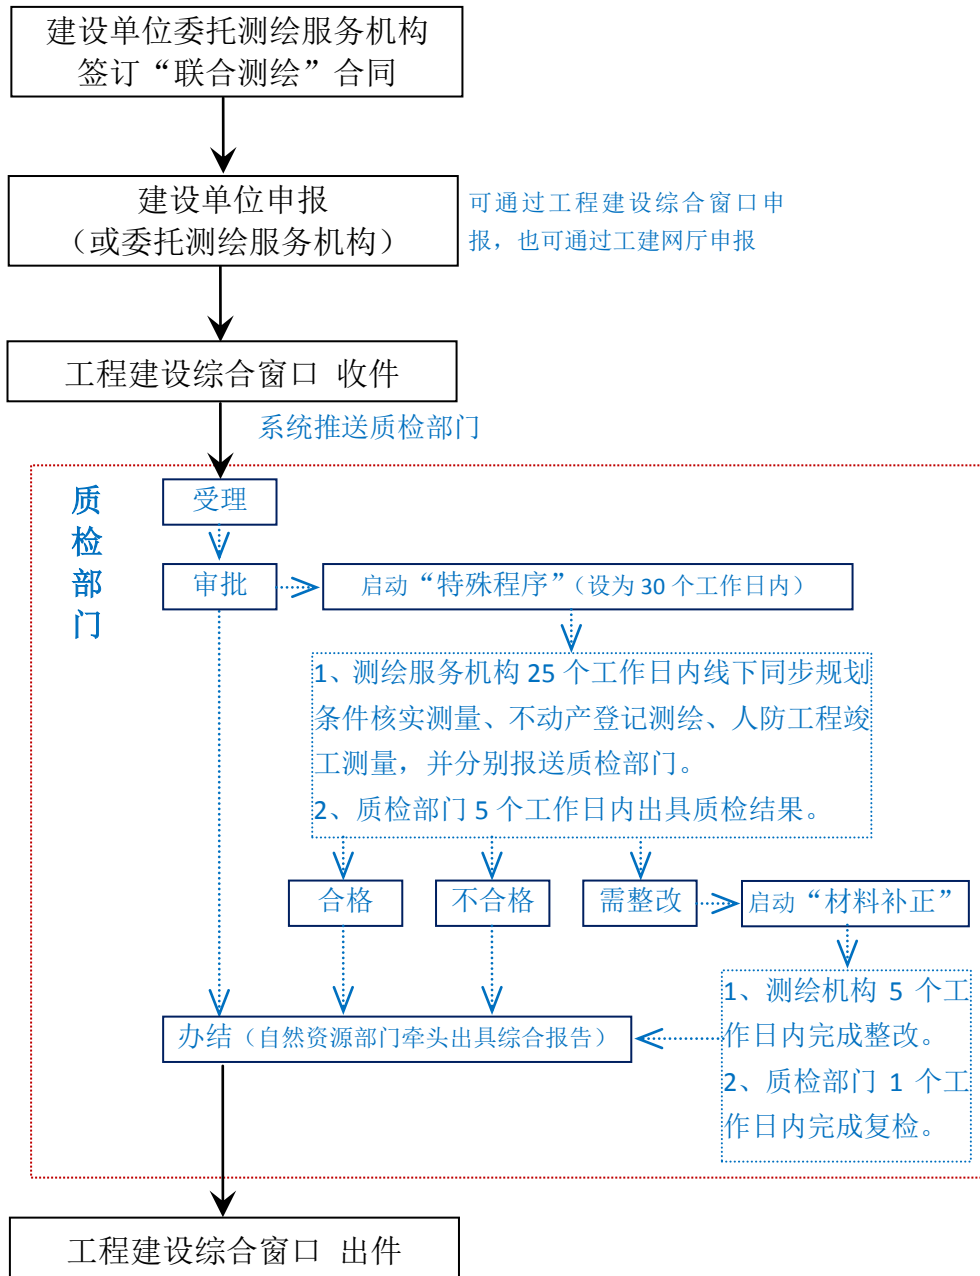 建设单位委托测绘服务机构
签订“联合测绘”合同
建设单位申报
（或委托测绘服务机构）
可通过工程建设综合窗口申
报，也可通过工建网厅申报
工程建设综合窗口 收件
系统推送质检部门
质检部门
受理
审批
启动“特殊程序”（设为 30 个工作日内）
1、测绘服务机构 25 个工作日内线下同步规划
条件核实测量、不动产登记测绘、人防工程竣
工测量，并分别报送质检部门。
2、质检部门 5 个工作日内出具质检结果。
合格
不合格
需整改
启动“材料补正”
1、测绘机构 5 个工
作日内完成整改。
2、质检部门 1 个工
作日内完成复检。
办结（自然资源部门牵头出具综合报告）
工程建设综合窗口 出件